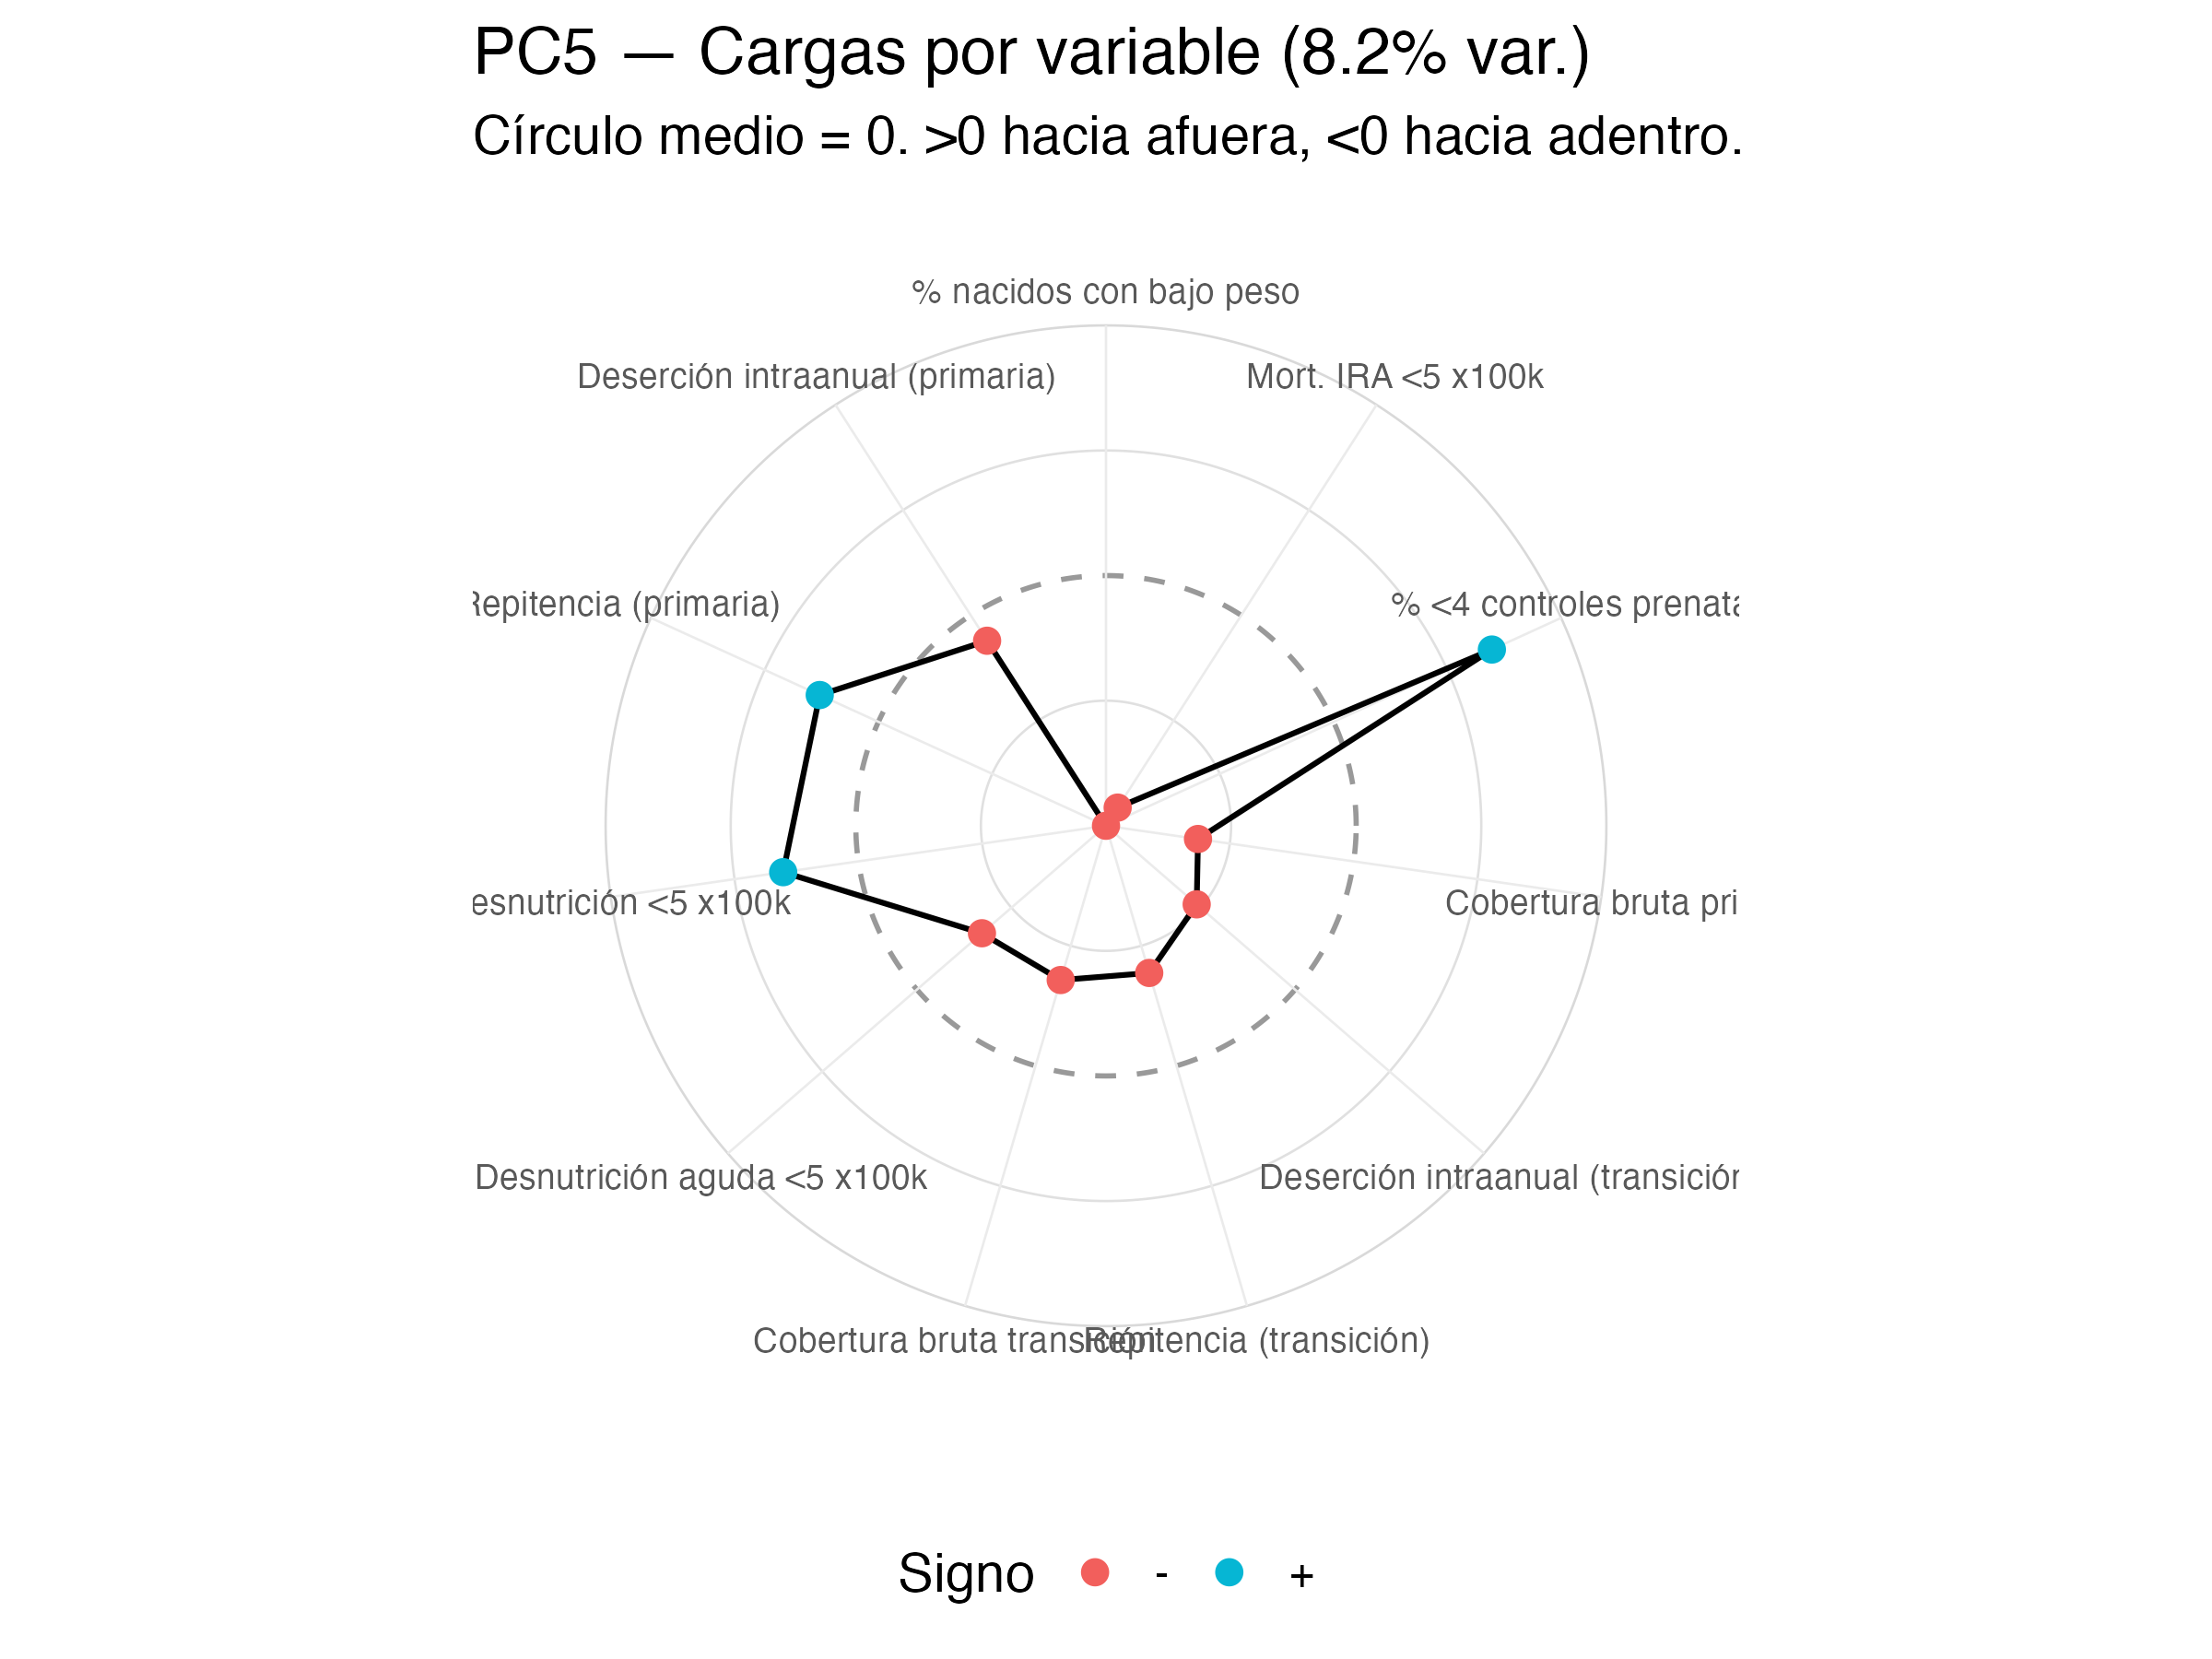 PC5 — Cargas por variable (8.2% var.)
Círculo medio = 0. >0 hacia afuera, <0 hacia adentro.
% nacidos con bajo peso
Deserción intraanual (primaria)
Mort. IRA <5 x100k
Repitencia (primaria)
% <4 controles prenata
esnutrición <5 x100k
Cobertura bruta pri
Desnutrición aguda <5 x100k
Deserción intraanual (transición
Cobertura bruta transición
Repitencia (transición)
Signo - +